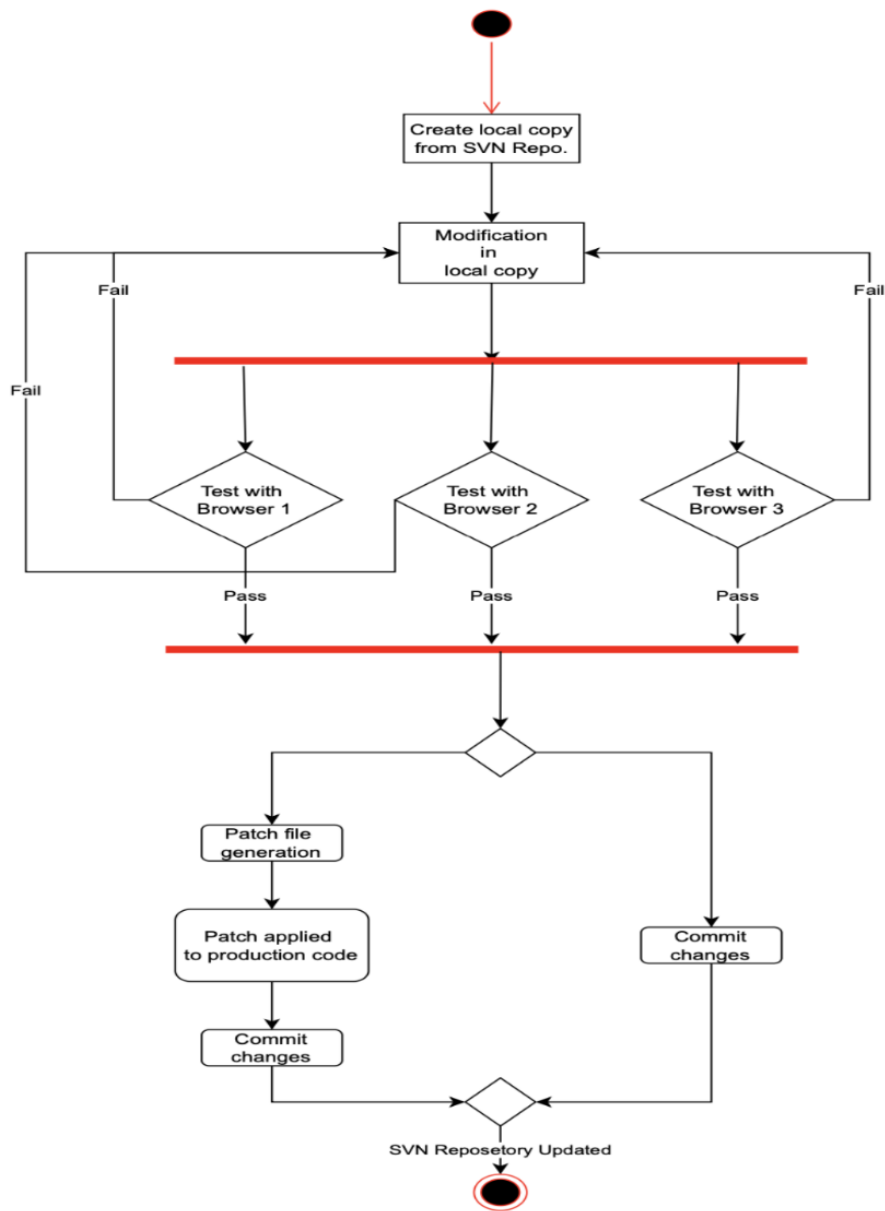 Create local copy
from SVN Repo.
Modification
in
local copy
Fail
Fail
Fail
Test with
Browser 1
Test with
Browser 2
Test with
Browser 3
Pass
Pass
Pass
Patch file
generation
Patch applied
to production code
Commit
changes
Commit
changes
SVN Reposetory Updated